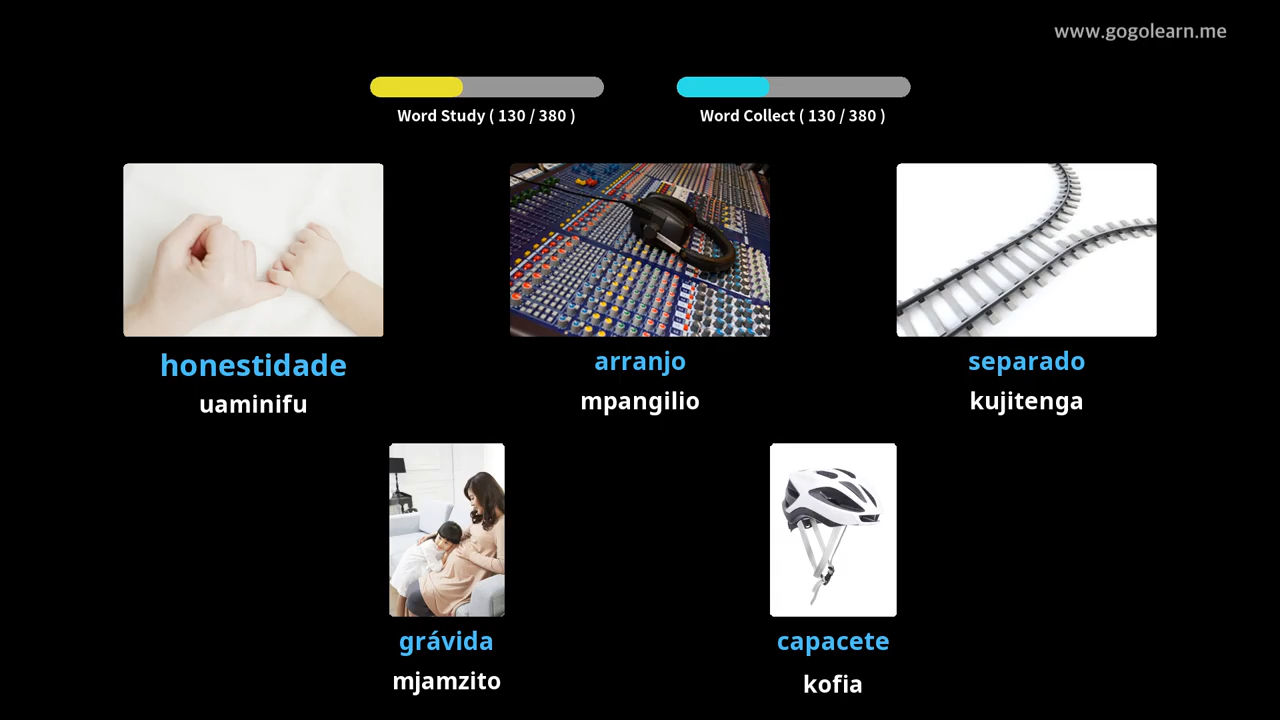 www.gogolearn.me
Word Study ( 130 / 380 )
Word Collect ( 130 / 380 )
honestidade
uaminifu
arranjo
mpangilio
separado
kujitenga
grávida
mjamzito
capacete
kofia